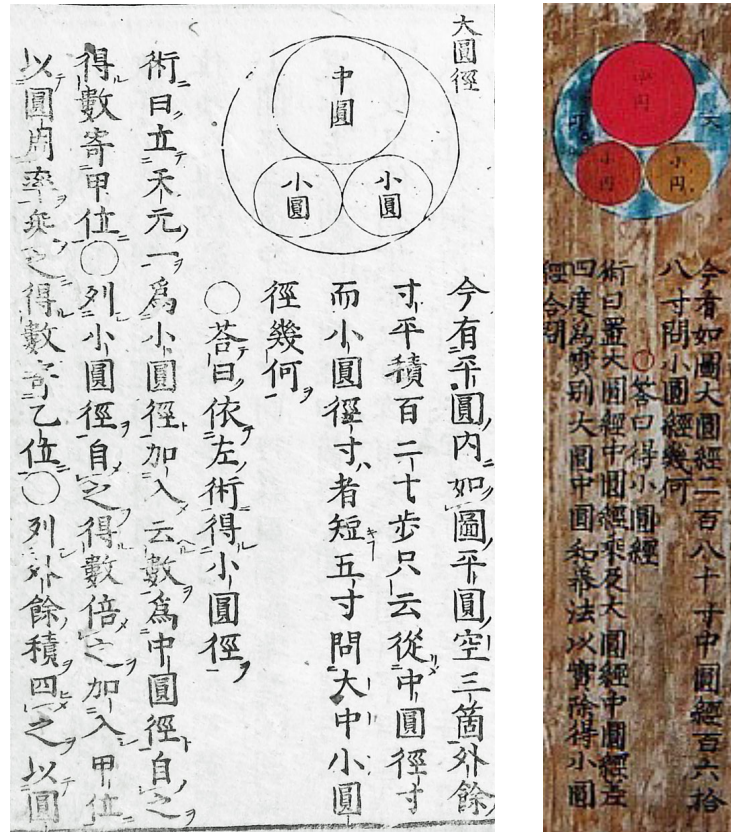 大圓徑
中圓
小圓
小圓
今有平圓内如圖平圓空三箇外餘
寸平積百二十步只云從中圓徑寸
而小圓徑寸者短五寸問大中小圓
徑幾何
○荅曰依左術得小圓徑
術曰立天元一爲小圓徑加入云數爲中圓徑自之
得數寄甲位○列小圓徑自之得數倍之加入甲位
以圓周率乘之得數寄乙位○列外餘積四之以圓
中円
大
小円
小円
今有如圖大圓經二百八十寸中圓經百六拾
八寸問小圓經幾何
○答曰得小圓經
術曰置大圓經中圓經乘及大圓經中圓經差
四度爲實別大圓中圓和冪法以實除得小圓
經合問